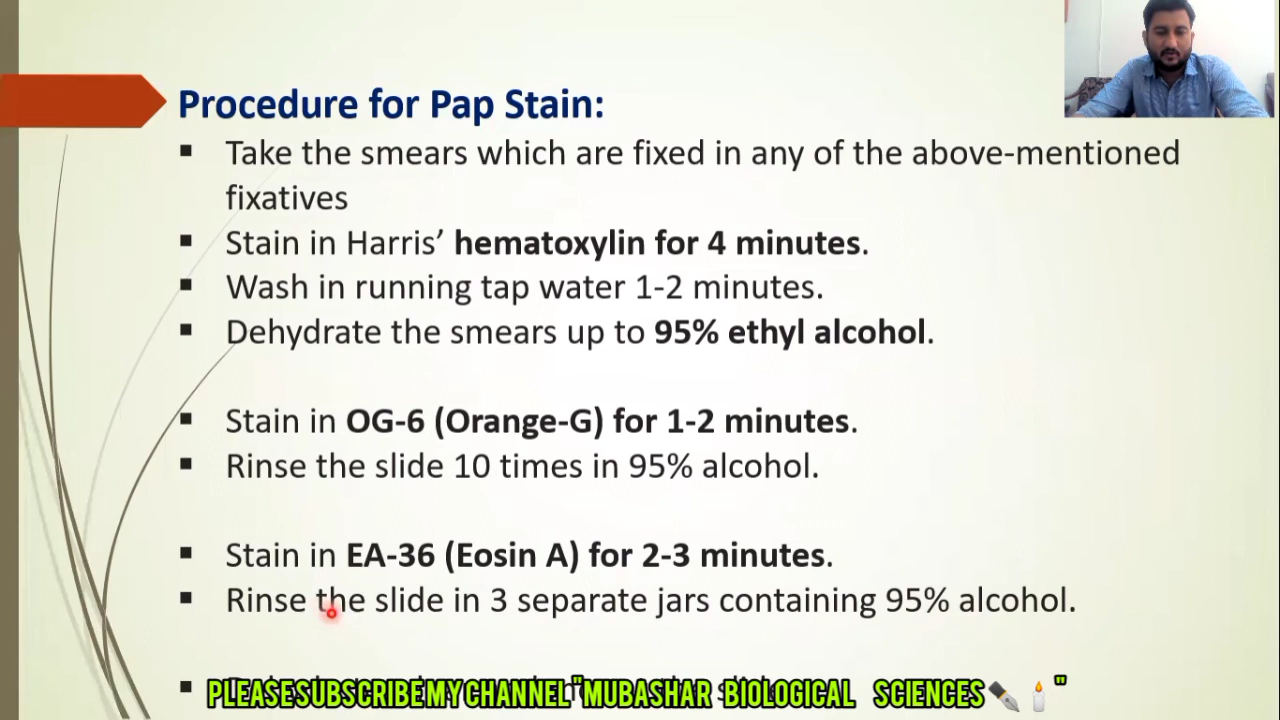 Procedure for Pap Stain:
▪ Take the smears which are fixed in any of the above-mentioned
fixatives
▪ Stain in Harris’ hematoxylin for 4 minutes.
▪ Wash in running tap water 1-2 minutes.
▪ Dehydrate the smears up to 95% ethyl alcohol.
▪ Stain in OG-6 (Orange-G) for 1-2 minutes.
▪ Rinse the slide 10 times in 95% alcohol.
▪ Stain in EA-36 (Eosin A) for 2-3 minutes.
▪ Rinse the slide in 3 separate jars containing 95% alcohol.
PLEASE SUBSCRIBE MY CHANNEL "MUBASHAR BIOLOGICAL SCIENCES✒️🕯️"